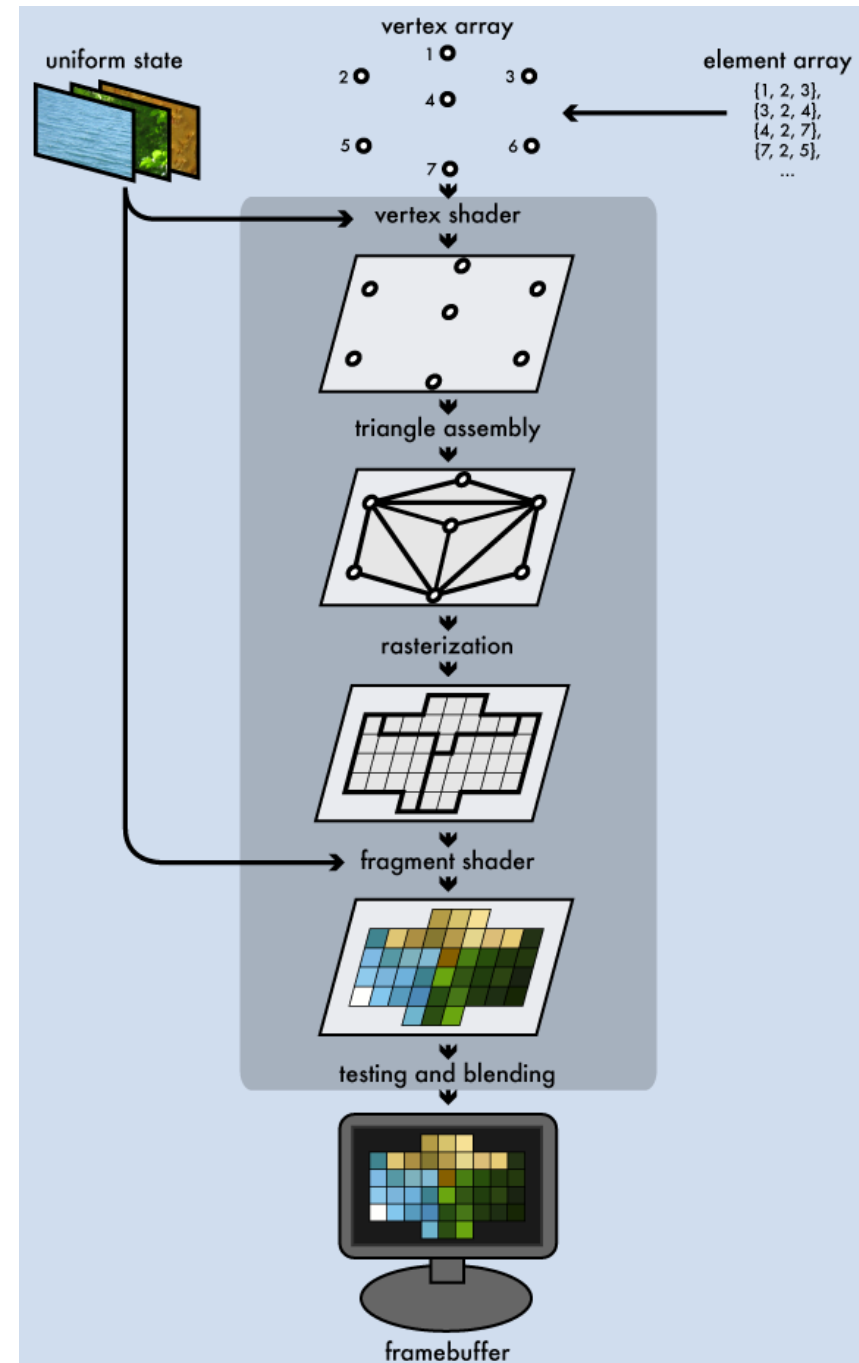 vertex array
uniform state
element array
1
2
3
4
5
6
7
{1, 2, 3},
{3, 2, 4},
{4, 2, 7},
{7, 2, 5},
...
vertex shader
triangle assembly
rasterization
fragment shader
testing and blending
framebuffer